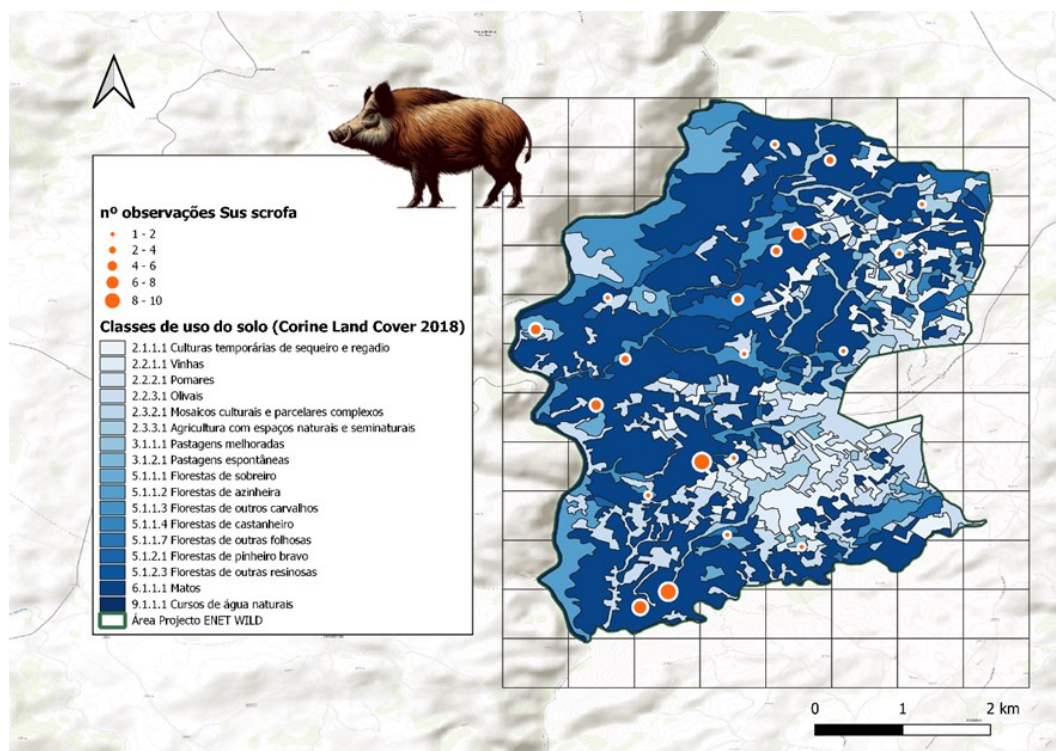 nº observações Sus scrofa
1 - 2
2 - 4
4 - 6
6 - 8
8 - 10
Classes de uso do solo (Corine Land Cover 2018)
2.1.1.1 Culturas temporárias de sequeiro e regadio
2.2.1.1 Vinhas
2.2.2.1 Pomares
2.2.3.1 Olivais
2.3.2.1 Mosaicos culturais e parcelares complexos
2.3.3.1 Agricultura com espaços naturais e seminaturais
3.1.1.1 Pastagens melhoradas
3.1.2.1 Pastagens espontâneas
5.1.1.1 Florestas de sobreiro
5.1.1.2 Florestas de azinheira
5.1.1.3 Florestas de outros carvalhos
5.1.1.4 Florestas de castanheiro
5.1.1.7 Florestas de outras folhosas
5.1.2.1 Florestas de pinheiro bravo
5.1.2.3 Florestas de outras resinosas
6.1.1.1 Matos
9.1.1.1 Cursos de água naturais
Área Projecto ENET WILD
0 1 2 km